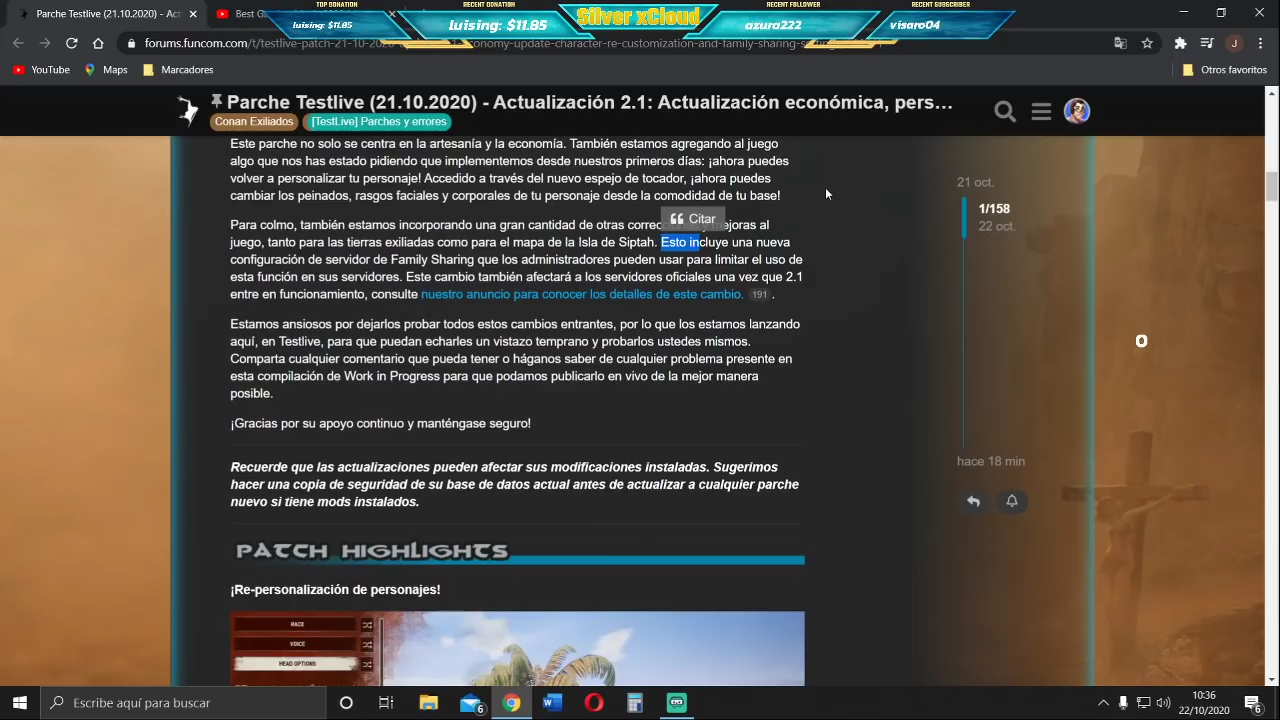 TOP DONATION
luising: $11.85
RECENT DONATION
luising: $11.85
Silver xCloud
RECENT FOLLOWER
azura222
RECENT SUBSCRIBER
visaro04
Parche Testlive (21.10.2020) - Act
Best G
forums.funcom.com/t/testlive-patch-21-10-2020
YouTube
Maps
Marcadores
Otros favoritos
J
Parche Testlive (21.10.2020) - Actualización 2.1: Actualización económica, pers…
Conan Exiliados
[TestLive] Parches y errores
Este parche no solo se centra en la artesanía y la economía. También estamos agregando al juego
algo que nos has estado pidiendo que implementemos desde nuestros primeros días: ¡ahora puedes
volver a personalizar tu personaje! Accedido a través del nuevo espejo de tocador, ¡ahora puedes
cambiar los peinados, rasgos faciales y corporales de tu personaje desde la comodidad de tu base!
Citar
Para colmo, también estamos incorporando una gran cantidad de otras correcciones y mejoras al
juego, tanto para las tierras exiliadas como para el mapa de la Isla de Siptah. Esto incluye una nueva
configuración de servidor de Family Sharing que los administradores pueden usar para limitar el uso de
esta función en sus servidores. Este cambio también afectará a los servidores oficiales una vez que 2.1
entre en funcionamiento, consulte nuestro anuncio para conocer los detalles de este cambio. 191 .
Estamos ansiosos por dejarlos probar todos estos cambios entrantes, por lo que los estamos lanzando
aquí, en Testlive, para que puedan echarles un vistazo temprano y probarlos ustedes mismos.
Comparta cualquier comentario que pueda tener o háganos saber de cualquier problema presente en
esta compilación de Work in Progress para que podamos publicarlo en vivo de la mejor manera
posible.
¡Gracias por su apoyo continuo y manténgase seguro!
Recuerde que las actualizaciones pueden afectar sus modificaciones instaladas. Sugerimos
hacer una copia de seguridad de su base de datos actual antes de actualizar a cualquier parche
nuevo si tiene mods instalados.
PATCH HIGHLIGHTS
¡Re-personalización de personajes!
RACE
VOICE
HEAD OPTIONS
21 oct.
1/158
22 oct.
hace 18 min
0
Escribe aquí para buscar
6
10:36
22/10/2020
6